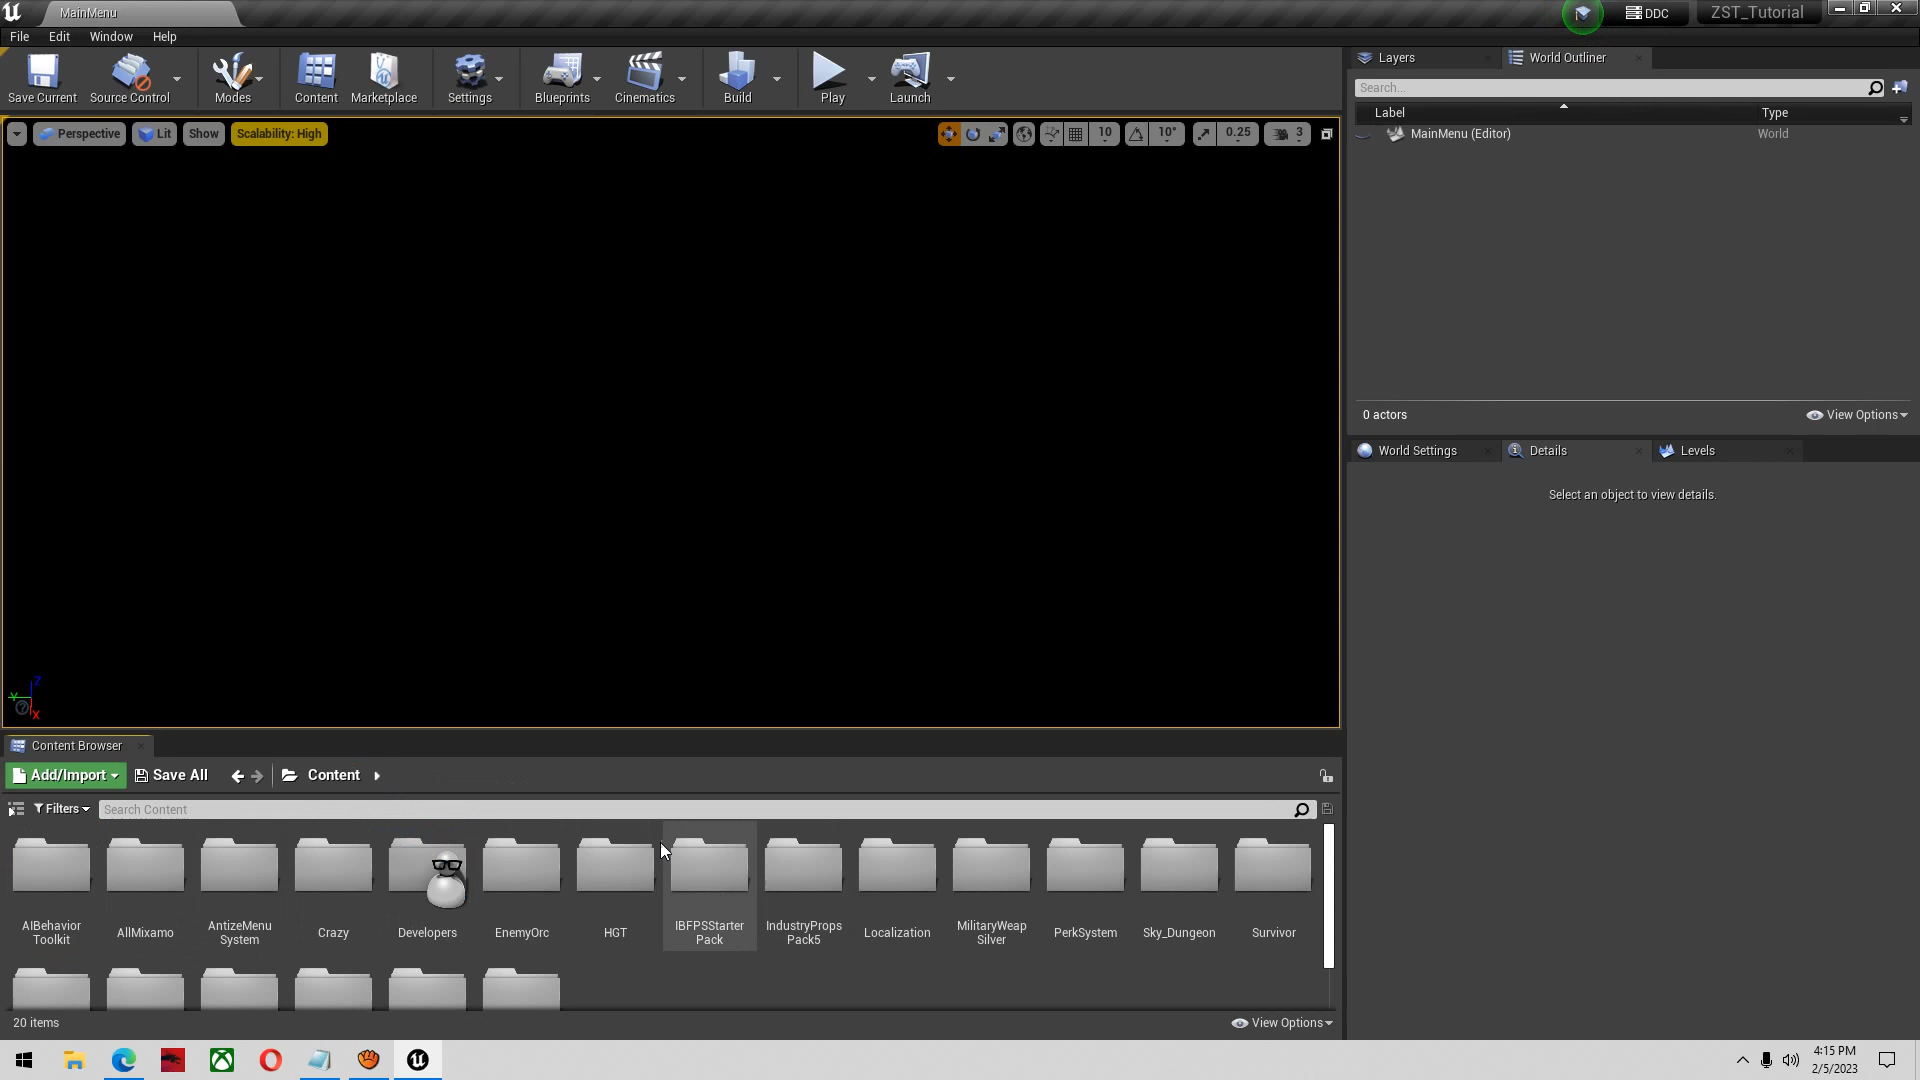 MainMenu
DDC
ZST_Tutorial
File Edit Window Help
Save Current Source Control Modes Content Marketplace Settings Blueprints Cinematics Build Play Launch
Perspective Lit Show Scalability: High 10 10° 0.25 3
Layers World Outliner
Search...
Label Type
MainMenu (Editor) World
0 actors View Options
World Settings Details Levels
Select an object to view details.
Z
Y
X
Content Browser
Add/Import Save All Content
Filters Search Content
AIBehavior
Toolkit
AllMixamo
AntizeMenu
System
Crazy
Developers
EnemyOrc
HGT
IBFPSStarter
Pack
IndustryProps
Pack5
Localization
MilitaryWeap
Silver
PerkSystem
Sky_Dungeon
Survivor
20 items View Options
4:15 PM
2/5/2023